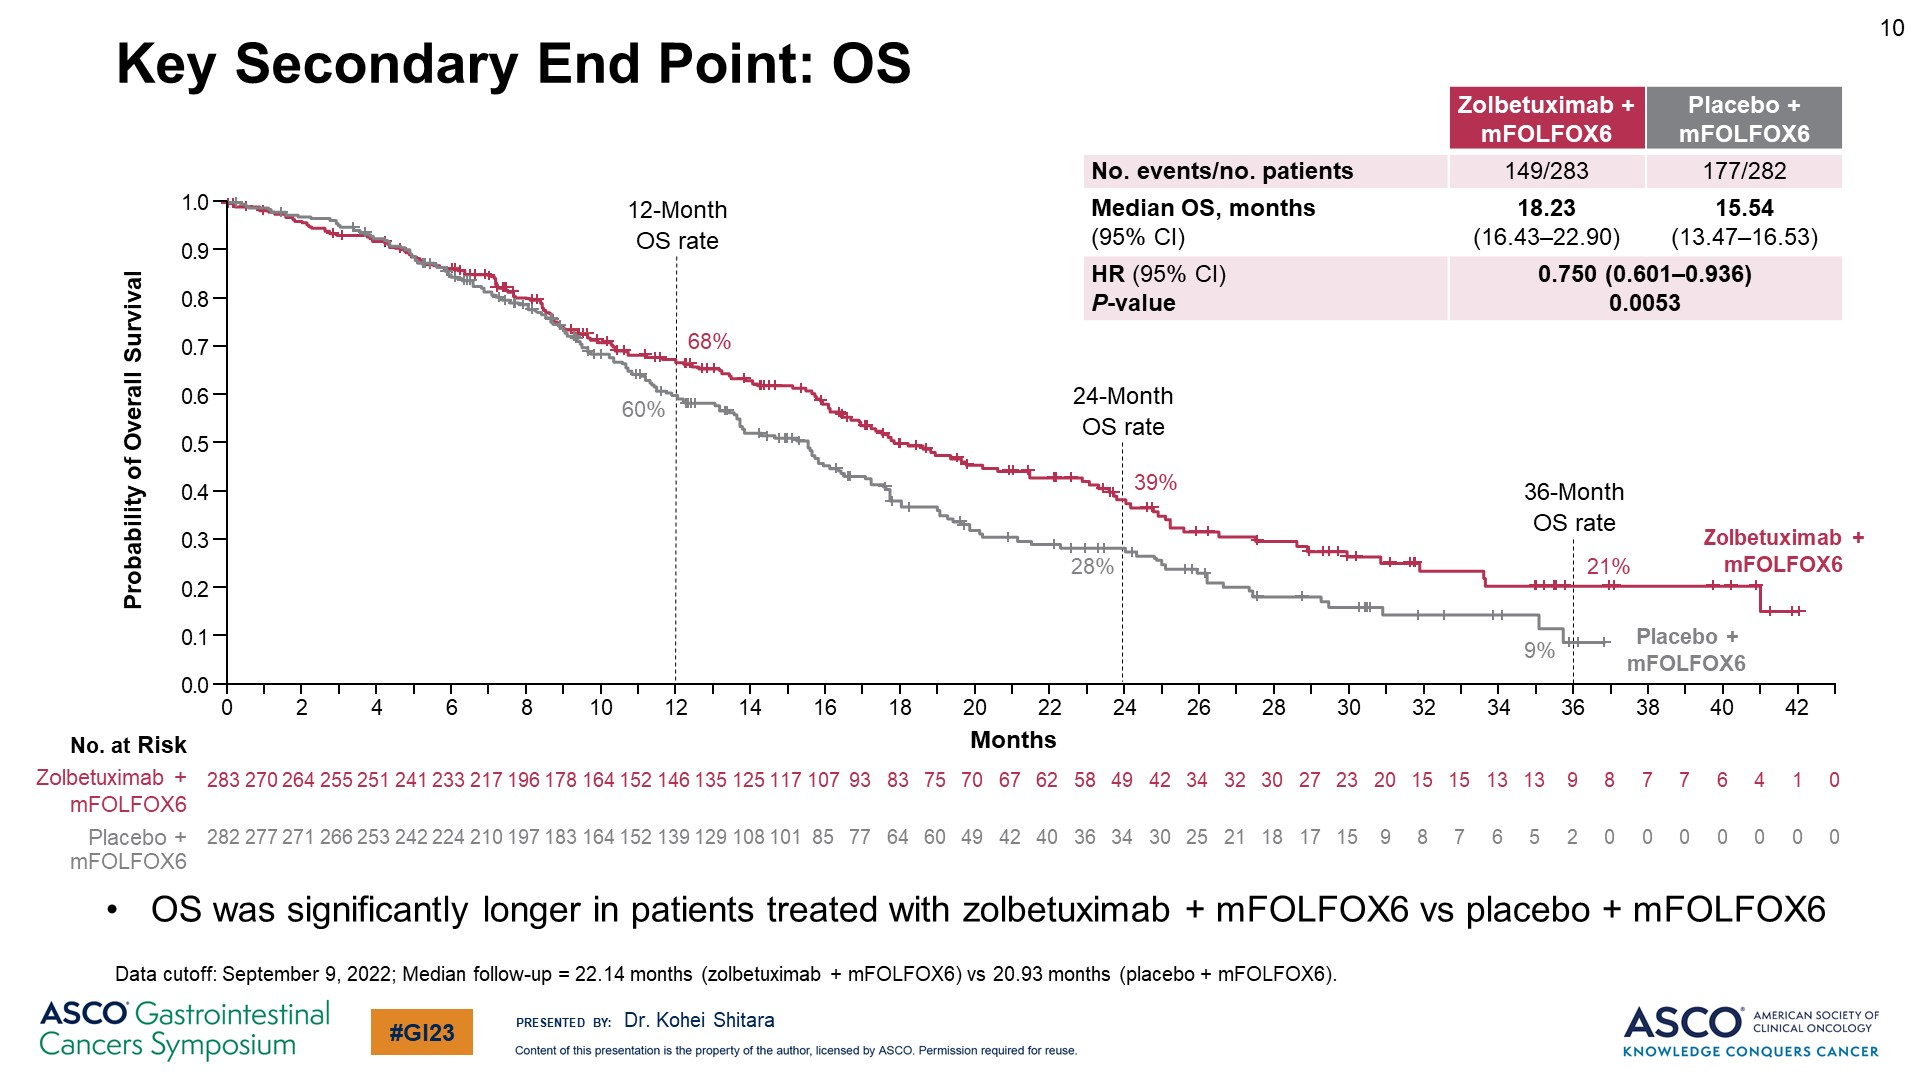 10
Key Secondary End Point: OS
Zolbetuximab + mFOLFOX6
Placebo + mFOLFOX6
No. events/no. patients 149/283 177/282
Median OS, months 18.23 15.54
(95% CI) (16.43–22.90) (13.47–16.53)
HR (95% CI) 0.750 (0.601–0.936)
P-value 0.0053
Probability of Overall Survival
1.0
0.9
0.8
0.7
0.6
0.5
0.4
0.3
0.2
0.1
0.0
12-Month
OS rate
68%
60%
24-Month
OS rate
39%
28%
36-Month
OS rate
21%
9%
Zolbetuximab +
mFOLFOX6
Placebo +
mFOLFOX6
0 2 4 6 8 10 12 14 16 18 20 22 24 26 28 30 32 34 36 38 40 42
Months
No. at Risk
Zolbetuximab +
mFOLFOX6
283 270 264 255 251 241 233 217 196 178 164 152 146 135 125 117 107 93 83 75 70 67 62 58 49 42 34 32 30 27 23 20 15 15 13 13 9 8 7 7 6 4 1 0
Placebo +
mFOLFOX6
282 277 271 266 253 242 224 210 197 183 164 152 139 129 108 101 85 77 64 60 49 42 40 36 34 30 25 21 18 17 15 9 8 7 6 5 2 0 0 0 0 0 0 0
• OS was significantly longer in patients treated with zolbetuximab + mFOLFOX6 vs placebo + mFOLFOX6
Data cutoff: September 9, 2022; Median follow-up = 22.14 months (zolbetuximab + mFOLFOX6) vs 20.93 months (placebo + mFOLFOX6).
ASCO® Gastrointestinal
Cancers Symposium
#GI23
PRESENTED BY: Dr. Kohei Shitara
Content of this presentation is the property of the author, licensed by ASCO. Permission required for reuse.
ASCO® AMERICAN SOCIETY OF
CLINICAL ONCOLOGY
KNOWLEDGE CONQUERS CANCER